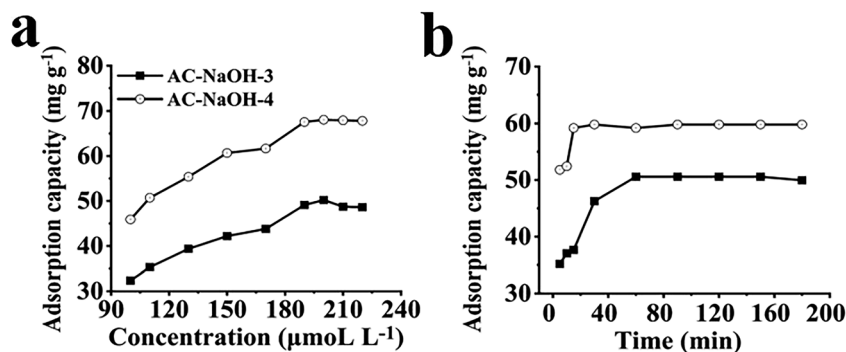 a
Adsorption capacity (mg g-1)
80
70
60
50
40
30
AC-NaOH-3
AC-NaOH-4
90 120 150 180 210 240
Concentration (μmoL L-1)
b
Adsorption capacity (mg g-1)
70
60
50
40
30
0 40 80 120 160 200
Time (min)